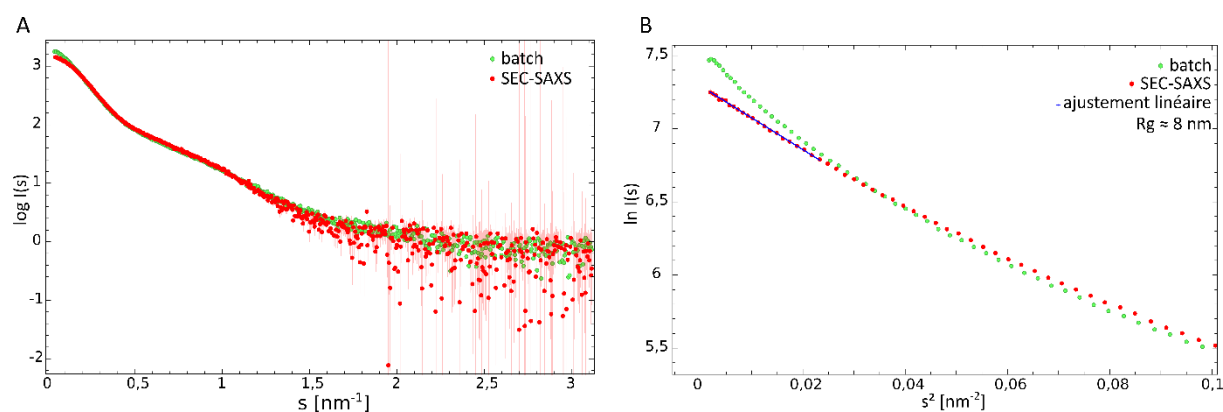 A
batch
SEC-SAXS
log I(s)
3
2
1
0
-1
-2
0,5
1
1,5
2
2,5
3
s [nm⁻¹]
B
batch
SEC-SAXS
ajustement linéaire
Rg ≈ 8 nm
ln I(s)
7,5
7
6,5
6
5,5
0
0,02
0,04
0,06
0,08
0,1
s² [nm⁻²]